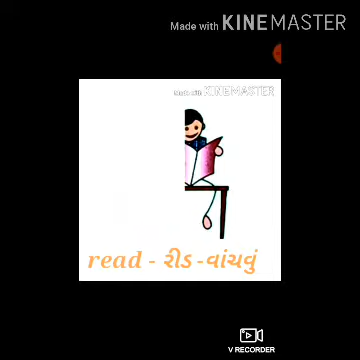 Made with KINEMASTER
Made with KINEMASTER
read - રીડ -વાંચવું
V RECORDER